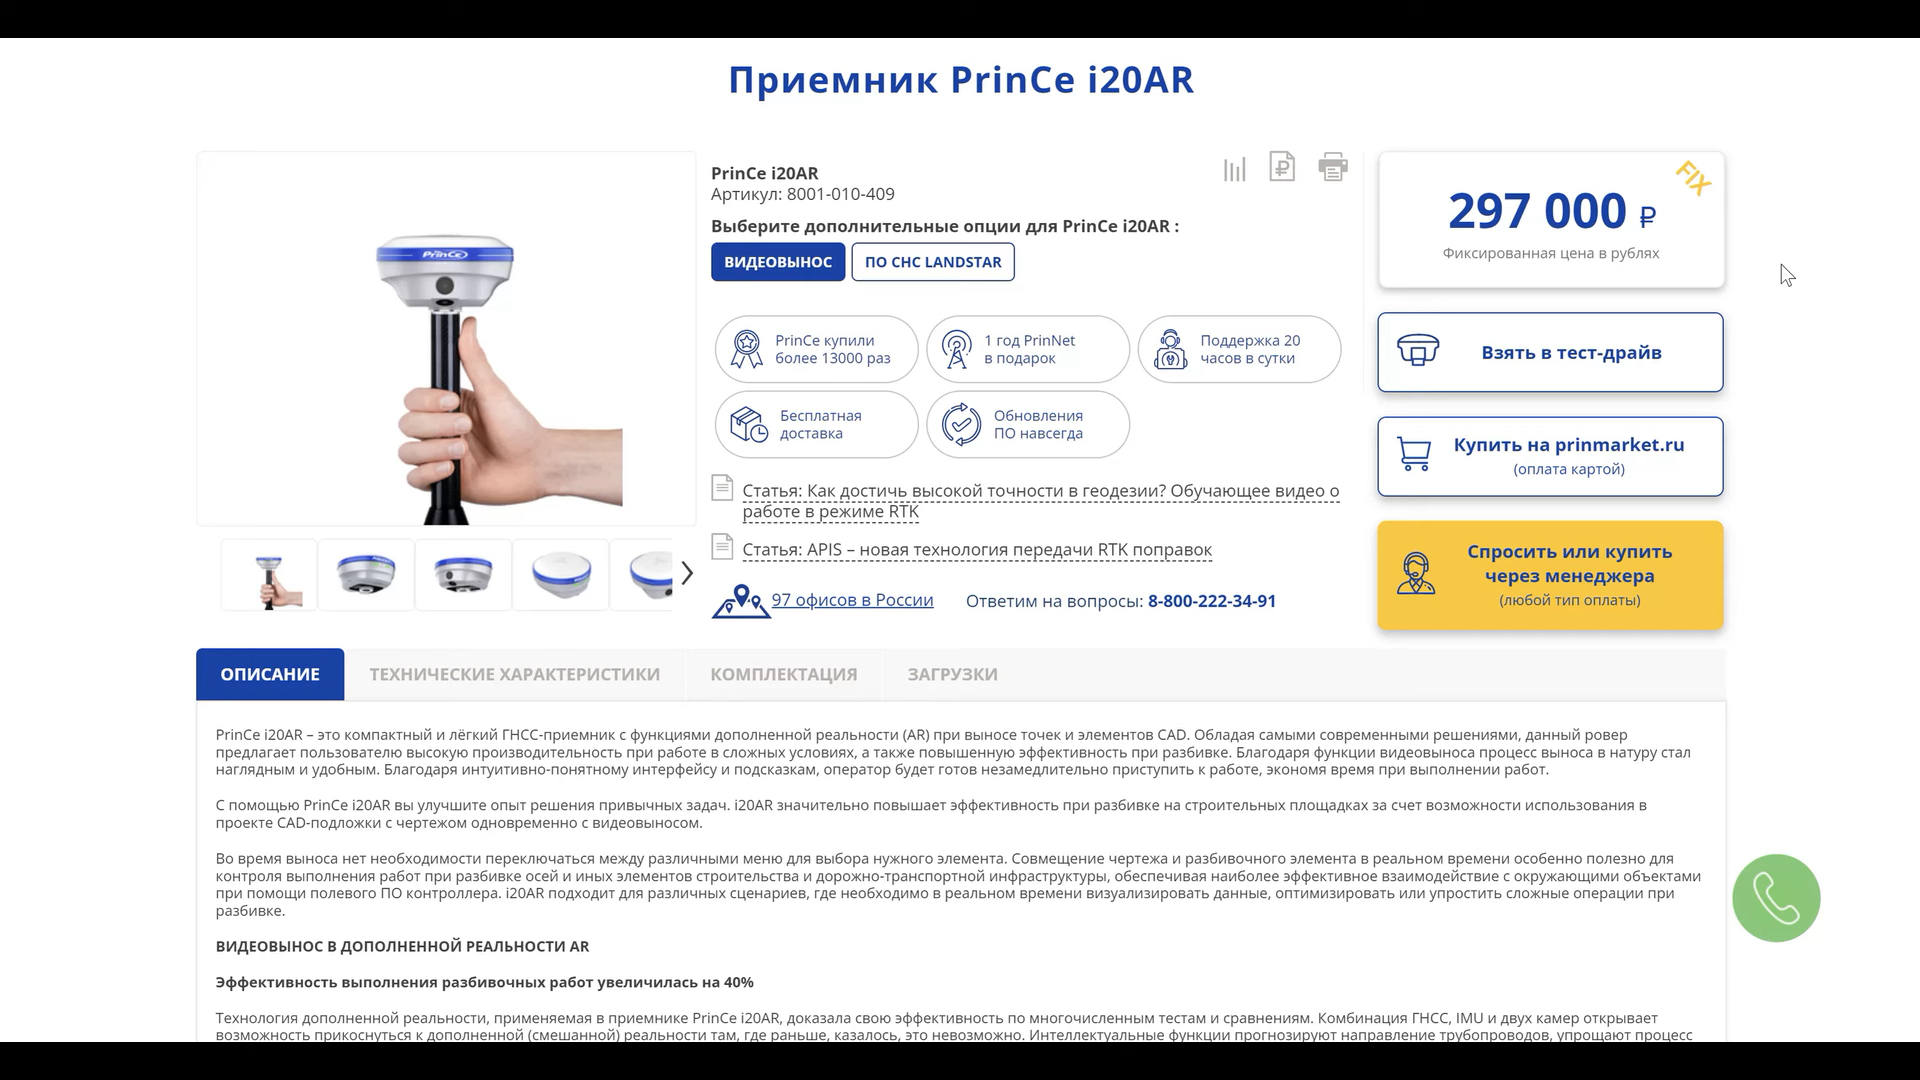 Приемник PrinCe i20AR
PrinCe
PrinCe i20AR
Артикул: 8001-010-409
Выберите дополнительные опции для PrinCe i20AR :
ВИДЕОВЫНОС
ПО CHC LANDSTAR
PrinCe купили
более 13000 раз
1 год PrinNet
в подарок
Поддержка 20
часов в сутки
Бесплатная
доставка
Обновления
ПО навсегда
Статья: Как достичь высокой точности в геодезии? Обучающее видео о
работе в режиме RTK
Статья: APIS – новая технология передачи RTK поправок
97 офисов в России
Ответим на вопросы: 8-800-222-34-91
FIX
297 000 ₽
Фиксированная цена в рублях
Взять в тест-драйв
Купить на prinmarket.ru
(оплата картой)
Спросить или купить
через менеджера
(любой тип оплаты)
ОПИСАНИЕ
ТЕХНИЧЕСКИЕ ХАРАКТЕРИСТИКИ
КОМПЛЕКТАЦИЯ
ЗАГРУЗКИ
PrinCe i20AR – это компактный и лёгкий ГНСС-приемник с функциями дополненной реальности (AR) при выносе точек и элементов CAD. Обладая самыми современными решениями, данный ровер
предлагает пользователю высокую производительность при работе в сложных условиях, а также повышенную эффективность при разбивке. Благодаря функции видеовыноса процесс выноса в натуру стал
наглядным и удобным. Благодаря интуитивно-понятному интерфейсу и подсказкам, оператор будет готов незамедлительно приступить к работе, экономя время при выполнении работ.
С помощью PrinCe i20AR вы улучшите опыт решения привычных задач. i20AR значительно повышает эффективность при разбивке на строительных площадках за счет возможности использования в
проекте CAD-подложки с чертежом одновременно с видеовыносом.
Во время выноса нет необходимости переключаться между различными меню для выбора нужного элемента. Совмещение чертежа и разбивочного элемента в реальном времени особенно полезно для
контроля выполнения работ при разбивке осей и иных элементов строительства и дорожно-транспортной инфраструктуры, обеспечивая наиболее эффективное взаимодействие с окружающими объектами
при помощи полевого ПО контроллера. i20AR подходит для различных сценариев, где необходимо в реальном времени визуализировать данные, оптимизировать или упростить сложные операции при
разбивке.
ВИДЕОВЫНОС В ДОПОЛНЕННОЙ РЕАЛЬНОСТИ AR
Эффективность выполнения разбивочных работ увеличилась на 40%
Технология дополненной реальности, применяемая в приемнике PrinCe i20AR, доказала свою эффективность по многочисленным тестам и сравнениям. Комбинация ГНСС, IMU и двух камер открывает
возможность прикоснуться к дополненной (смешанной) реальности там, где раньше, казалось, это невозможно. Интеллектуальные функции прогнозируют направление трубопроводов, упрощают процесс